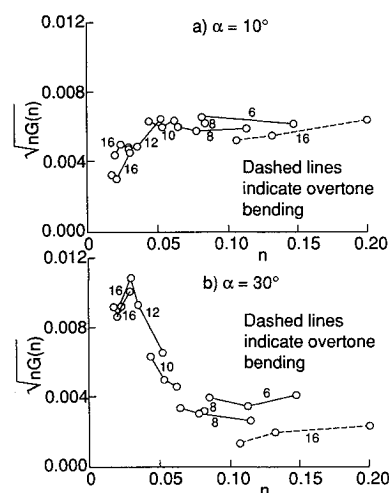 a) α = 10°
0.012
0.008
√nG(n)
0.004
0.000
16
16
12
10
8
8
6
16
Dashed lines
indicate overtone
bending
0 0.05 0.10 0.15 0.20
n
b) α = 30°
0.012
0.008
√nG(n)
0.004
0.000
16
16
12
10
8
8
6
16
Dashed lines
indicate overtone
bending
0 0.05 0.10 0.15 0.20
n